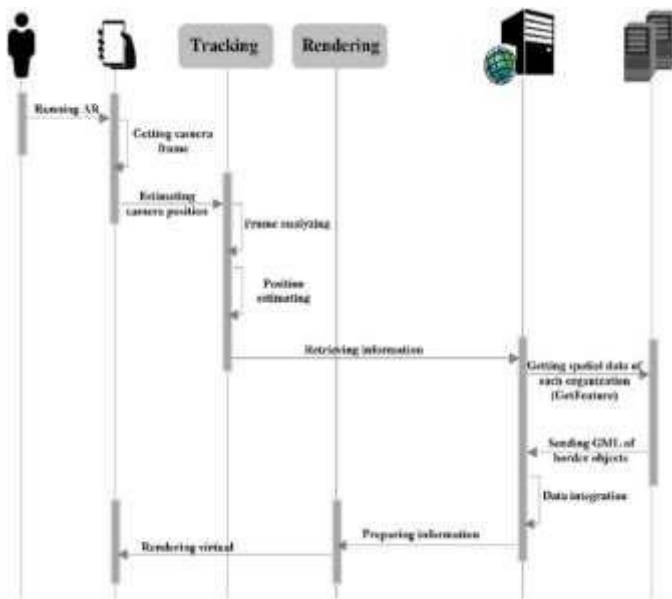 Tracking
Rendering
Running AR
Getting camera
frame
Estimating
camera position
Frame analyzing
Position
estimating
Retrieving information
Getting spatial data of
each organization
(GetFeature)
Sending GML of
border objects
Data integration
Preparing information
Rendering virtual